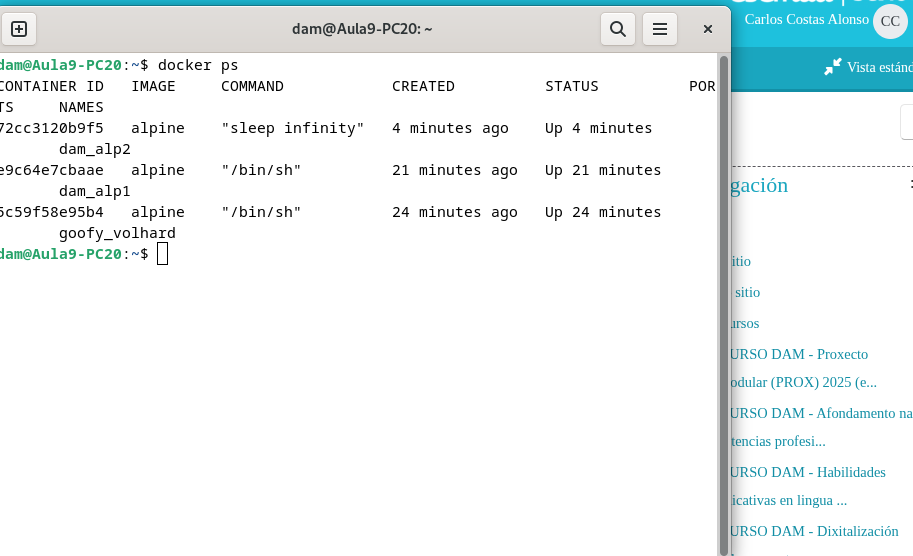 dam@Aula9-PC20: ~
dam@Aula9-PC20:~$ docker ps
CONTAINER ID   IMAGE     COMMAND            CREATED          STATUS          POR
TS     NAMES
72cc3120b9f5   alpine    "sleep infinity"   4 minutes ago    Up 4 minutes
dam_alp2
e9c64e7cbaae   alpine    "/bin/sh"          21 minutes ago   Up 21 minutes
dam_alp1
5c59f58e95b4   alpine    "/bin/sh"          24 minutes ago   Up 24 minutes
goofy_volhard
dam@Aula9-PC20:~$
Carlos Costas Alonso CC
Vista estánd
gación
itio
sitio
ursos
URSO DAM - Proxecto
odular (PROX) 2025 (e...
URSO DAM - Afondamento na
tencias profesi...
URSO DAM - Habilidades
icativas en lingua ...
URSO DAM - Dixitalización